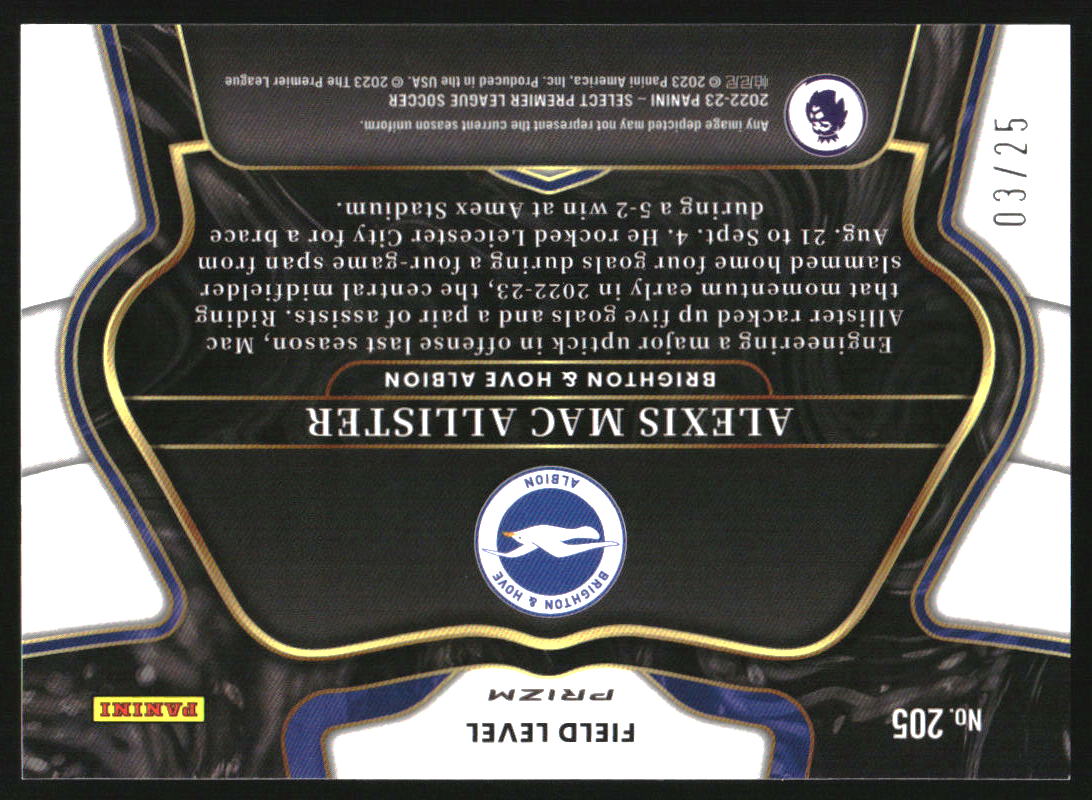 No. 205
FIELD LEVEL
PRIZM
PANINI
BRIGHTON & HOVE
ALBION
ALEXIS MAC ALLISTER
BRIGHTON & HOVE ALBION
Engineering a major uptick in offense last season, Mac
Allister racked up five goals and a pair of assists. Riding
that momentum early in 2022-23, the central midfielder
slammed home four goals during a four-game span from
Aug. 21 to Sept. 4. He rocked Leicester City for a brace
during a 5-2 win at Amex Stadium.
03/25
Any image depicted may not represent the current season uniform.
2022-23 PANINI – SELECT PREMIER LEAGUE SOCCER
帕尼尼 © 2023 Panini America, Inc. Produced in the USA. © 2023 The Premier League